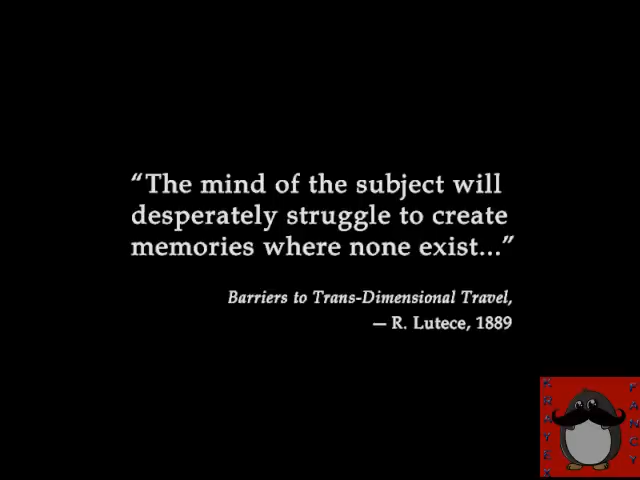 “The mind of the subject will
desperately struggle to create
memories where none exist...”
Barriers to Trans-Dimensional Travel,
— R. Lutece, 1889
FANCY